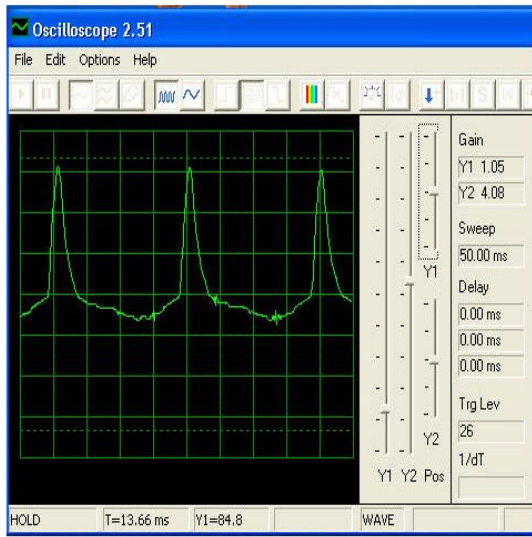 Oscilloscope 2.51
File Edit Options Help
Gain
Y1 1.05
Y2 4.08
Sweep
50.00 ms
Y1
Delay
0.00 ms
0.00 ms
0.00 ms
Trg Lev
26
Y2
1/dT
Y1 Y2 Pos
HOLD T=13.66 ms Y1=84.8 WAVE